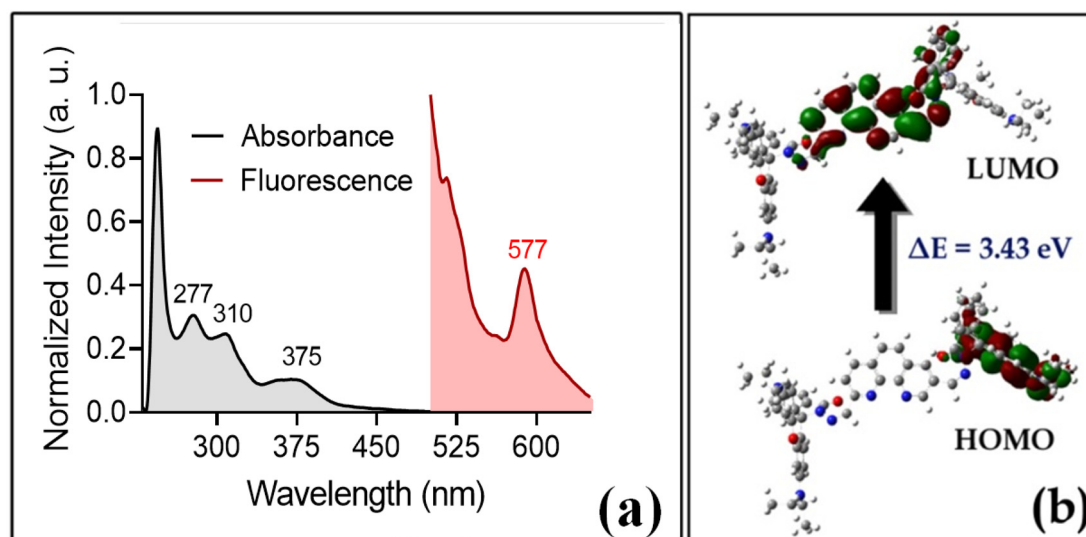 Normalized Intensity (a. u.)
1.0
0.8
0.6
0.4
0.2
0.0
Absorbance
Fluorescence
277
310
375
577
300
375
450
525
600
Wavelength (nm)
(a)
LUMO
ΔE = 3.43 eV
HOMO
(b)